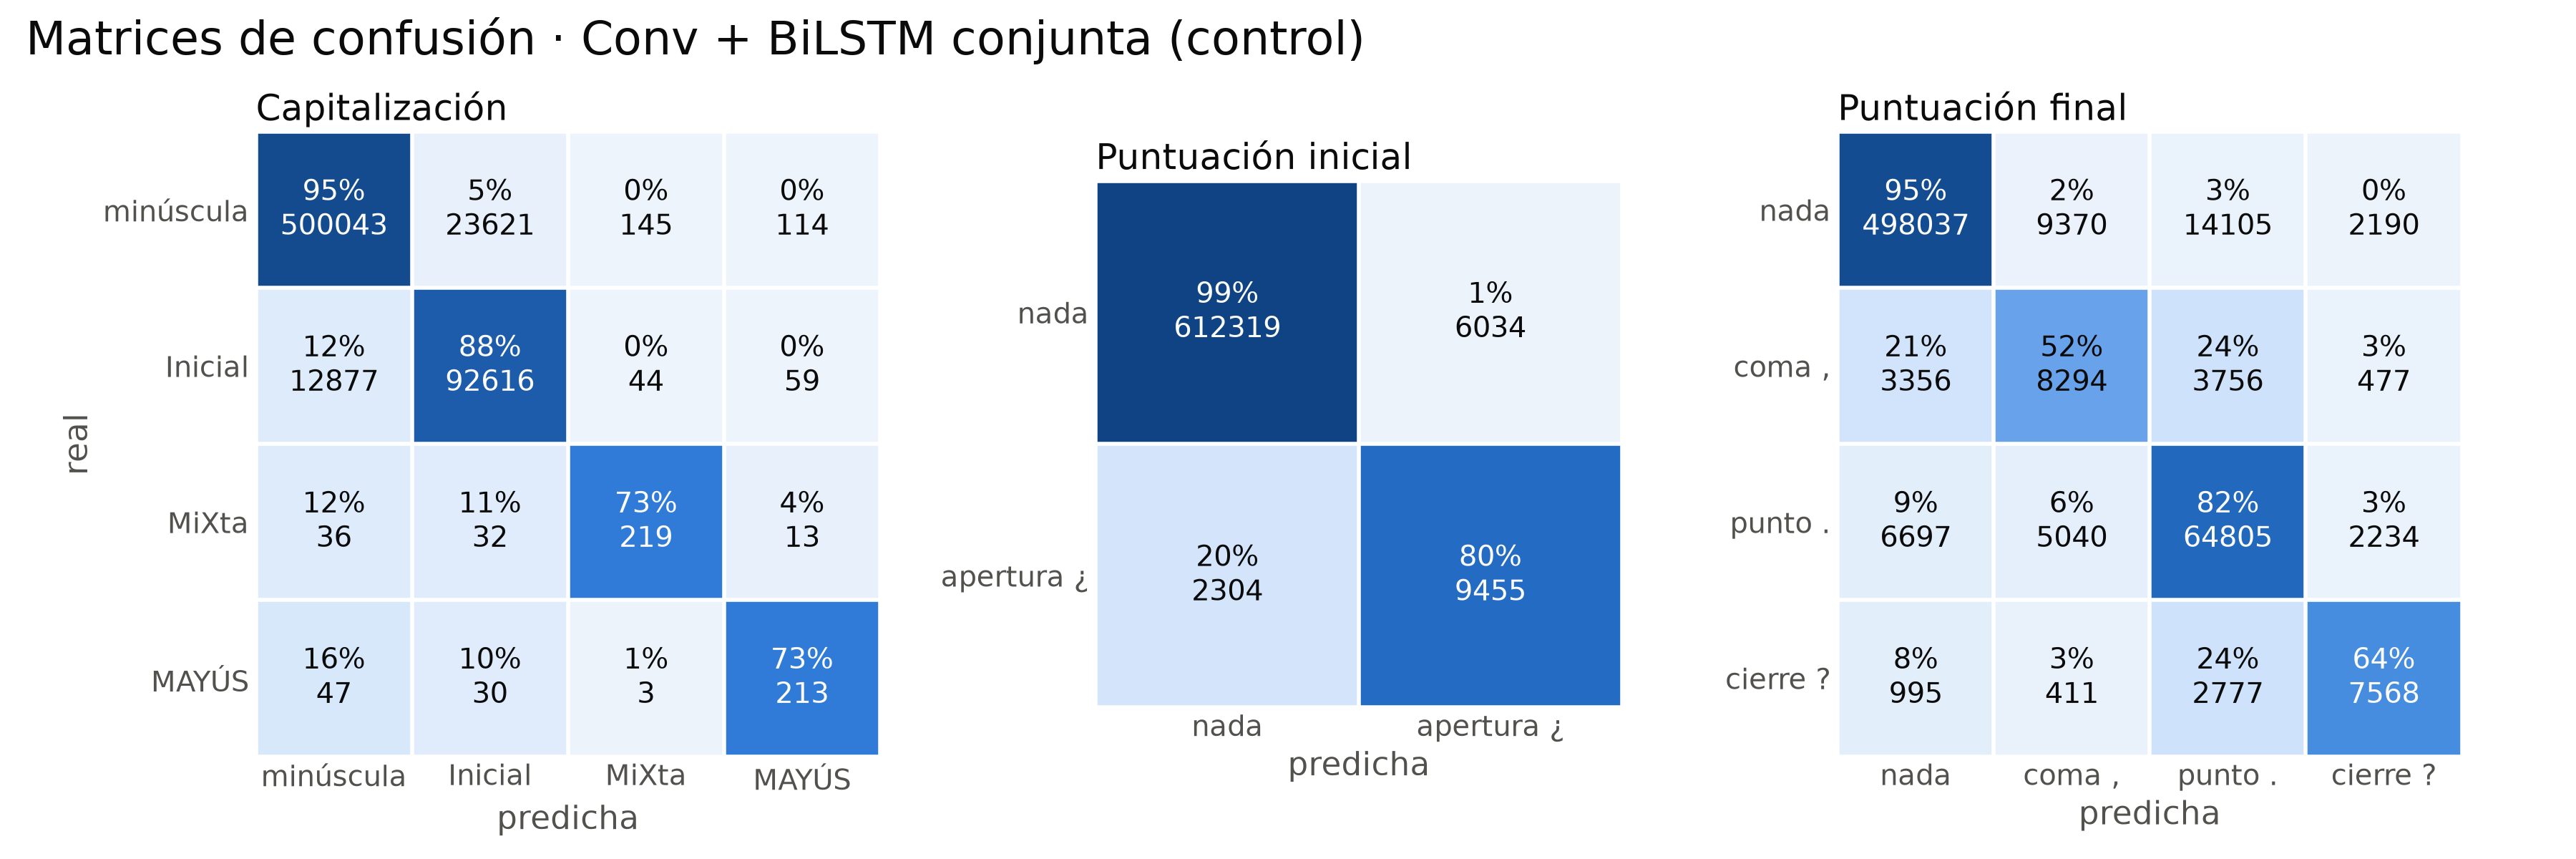 Matrices de confusión · Conv + BiLSTM conjunta (control)
Capitalización
real
minúscula
95% 5% 0% 0%
500043 23621 145 114
Inicial
12% 88% 0% 0%
12877 92616 44 59
MiXta
12% 11% 73% 4%
36 32 219 13
MAYÚS
16% 10% 1% 73%
47 30 3 213
minúscula Inicial MiXta MAYÚS
predicha
Puntuación inicial
nada
99% 1%
612319 6034
apertura ¿
20% 80%
2304 9455
nada apertura ¿
predicha
Puntuación final
nada
95% 2% 3% 0%
498037 9370 14105 2190
coma ,
21% 52% 24% 3%
3356 8294 3756 477
punto .
9% 6% 82% 3%
6697 5040 64805 2234
cierre ?
8% 3% 24% 64%
995 411 2777 7568
nada coma , punto . cierre ?
predicha